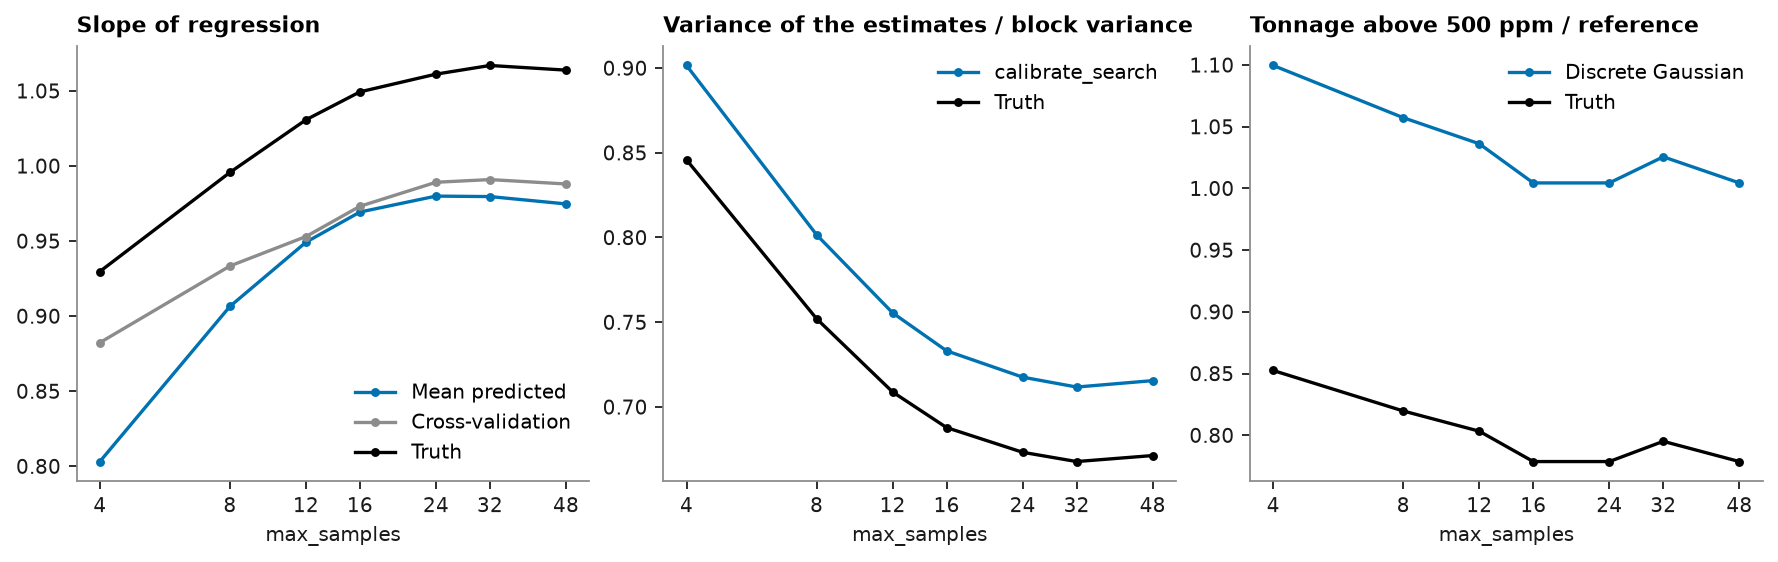 Slope of regression
1.05
1.00
0.95
0.90
0.85
0.80
Mean predicted
Cross-validation
Truth
4 8 12 16 24 32 48
max_samples
Variance of the estimates / block variance
0.90
0.85
0.80
0.75
0.70
calibrate_search
Truth
4 8 12 16 24 32 48
max_samples
Tonnage above 500 ppm / reference
1.10
1.05
1.00
0.95
0.90
0.85
0.80
Discrete Gaussian
Truth
4 8 12 16 24 32 48
max_samples